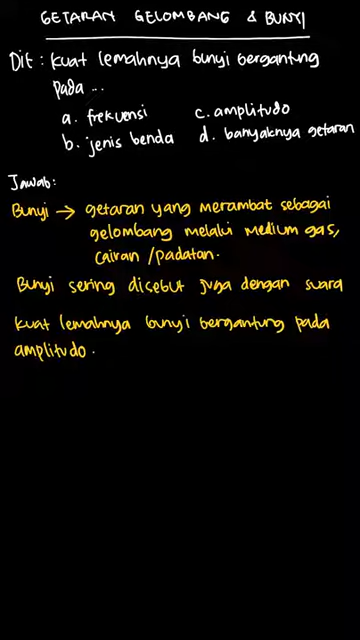 GETARAN GELOMBANG & BUNYI
Dit : Kuat lemahnya bunyi bergantung
pada ...
a. frekuensi c. amplitudo
b. jenis benda d. banyaknya getaran
Jawab:
Bunyi → getaran yang merambat sebagai
gelombang melalui medium gas,
cairan /padatan.
Bunyi sering disebut juga dengan suara
Kuat lemahnya bunyi bergantung pada
amplitudo.